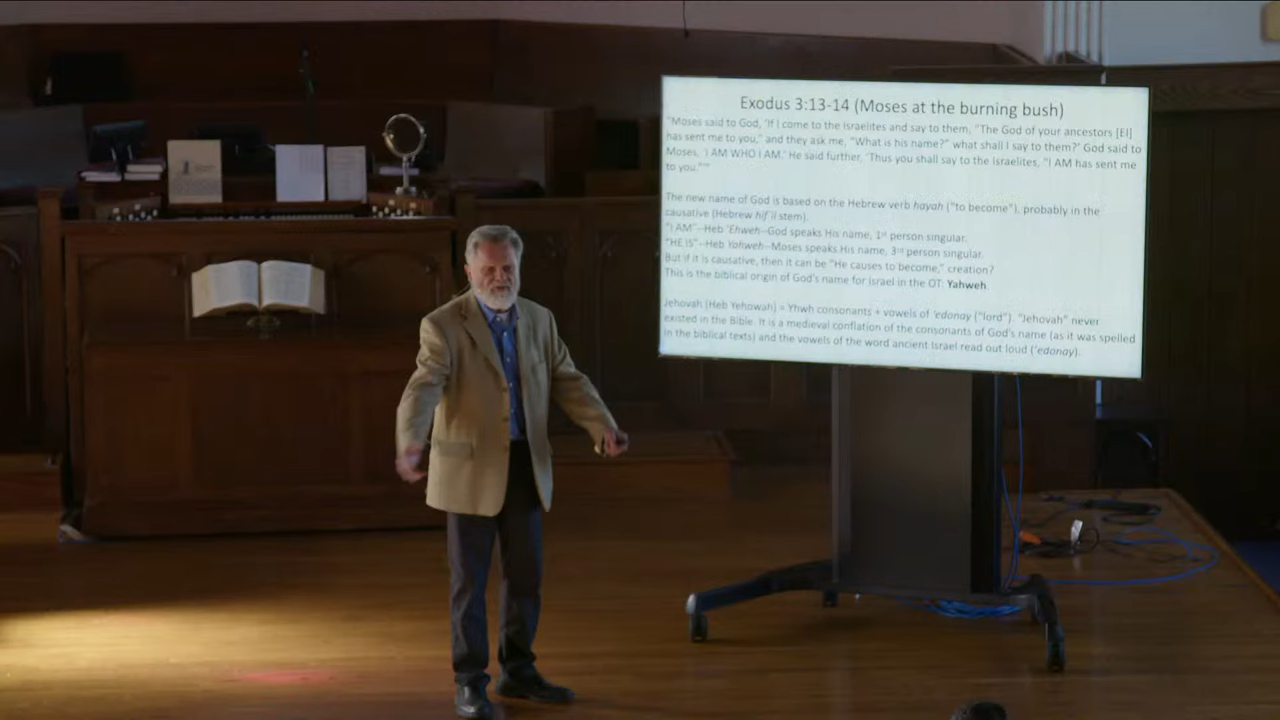 Exodus 3:13-14 (Moses at the burning bush)
"Moses said to God, 'If I come to the Israelites and say to them, "The God of your ancestors [El]
has sent me to you," and they ask me, "What is his name?" what shall I say to them?' God said to
Moses, 'I AM WHO I AM.' He said further, 'Thus you shall say to the Israelites, "I AM has sent me
to you."'"
The new name of God is based on the Hebrew verb hayah ("to become"), probably in the
causative (Hebrew hif'il stem).
"I AM"--Heb 'Ehweh--God speaks His name, 1st person singular.
"HE IS"--Heb Yahweh--Moses speaks His name, 3rd person singular.
But if it is causative, then it can be "He causes to become," creation?
This is the biblical origin of God's name for Israel in the OT: Yahweh.
Jehovah [Heb Yehowah] = Yhwh consonants + vowels of 'edonay ("lord"). "Jehovah" never
existed in the Bible. It is a medieval conflation of the consonants of God's name (as it was spelled
in the biblical texts) and the vowels of the word ancient Israel read out loud ('edonay).